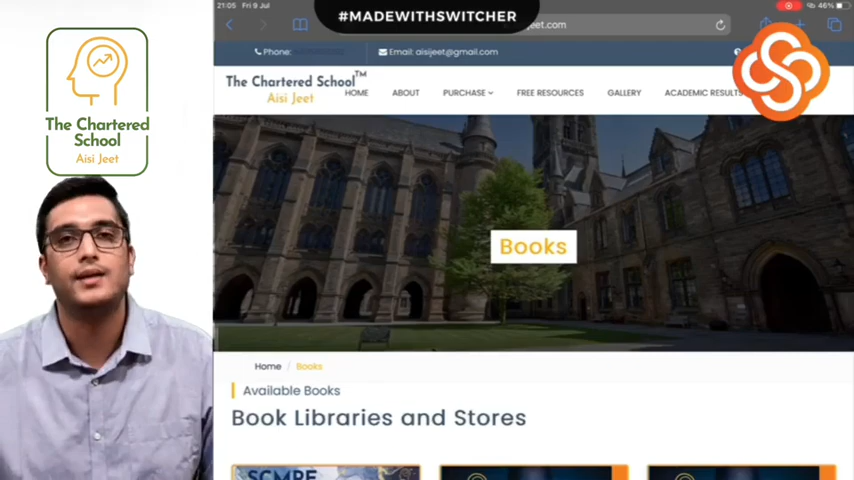 21:05 Fri 9 Jul
#MADEWITHSWITCHER
jeet.com
46%
Phone:
Email: aisijeet@gmail.com
The Chartered School™
Aisi Jeet
HOME
ABOUT
PURCHASE
FREE RESOURCES
GALLERY
ACADEMIC RESULTS
The Chartered
School
Aisi Jeet
Books
Home / Books
Available Books
Book Libraries and Stores
SCMPE